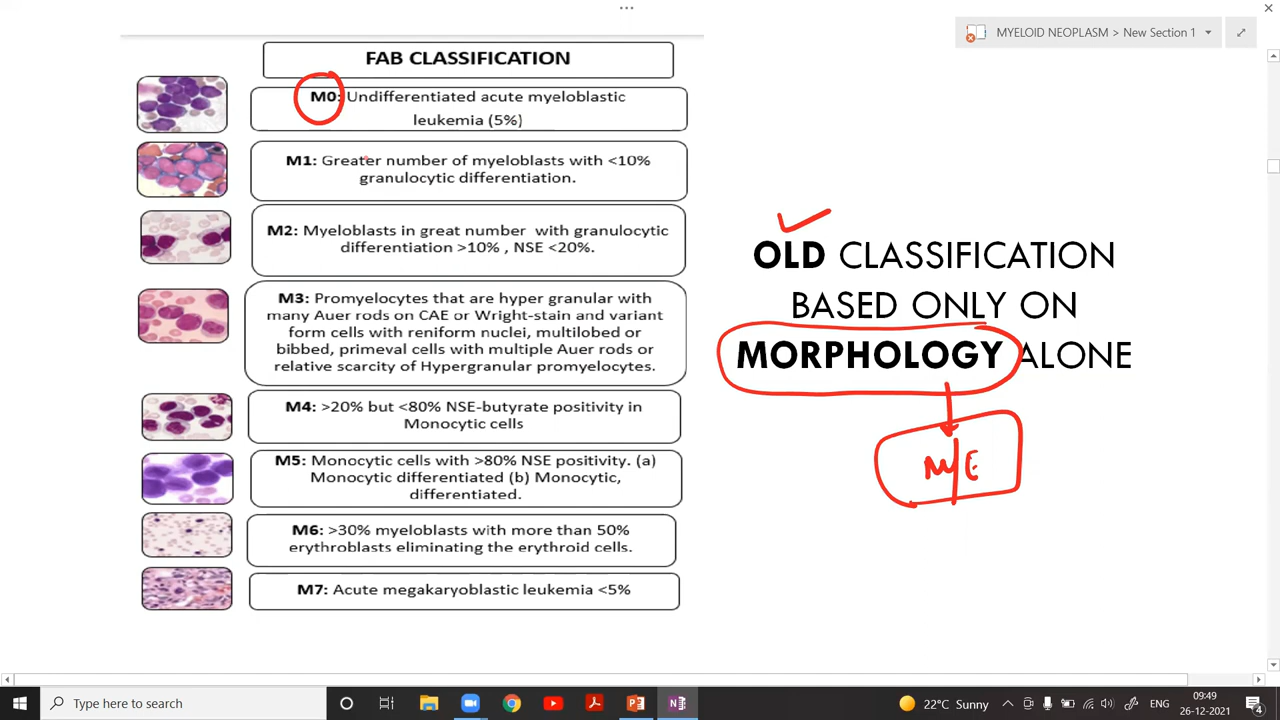 MYELOID NEOPLASM > New Section 1
FAB CLASSIFICATION
M0: Undifferentiated acute myeloblastic
leukemia (5%)
M1: Greater number of myeloblasts with <10%
granulocytic differentiation.
M2: Myeloblasts in great number with granulocytic
differentiation >10% , NSE <20%.
M3: Promyelocytes that are hyper granular with
many Auer rods on CAE or Wright-stain and variant
form cells with reniform nuclei, multilobed or
bibbed, primeval cells with multiple Auer rods or
relative scarcity of Hypergranular promyelocytes.
M4: >20% but <80% NSE-butyrate positivity in
Monocytic cells
M5: Monocytic cells with >80% NSE positivity. (a)
Monocytic differentiated (b) Monocytic,
differentiated.
M6: >30% myeloblasts with more than 50%
erythroblasts eliminating the erythroid cells.
M7: Acute megakaryoblastic leukemia <5%
OLD CLASSIFICATION
BASED ONLY ON
MORPHOLOGY ALONE
M/E
Type here to search
22°C Sunny
ENG
09:49
26-12-2021
4